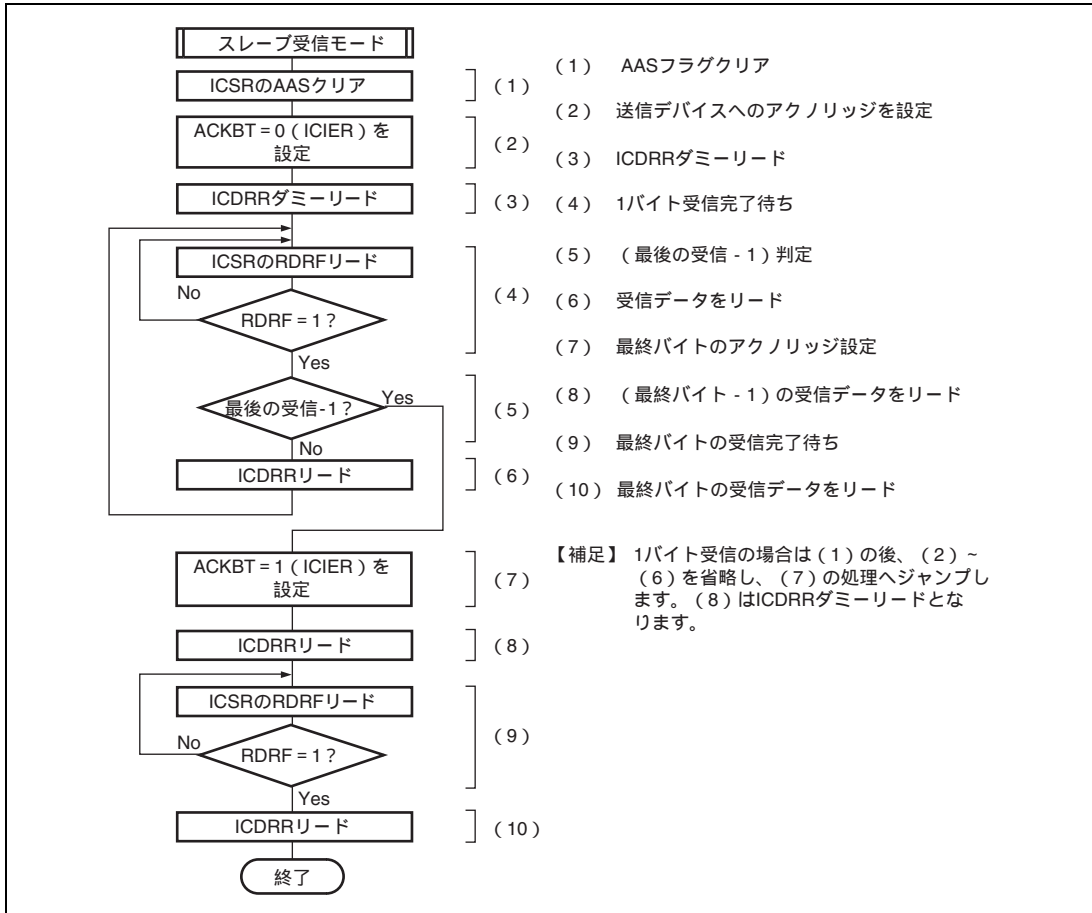 スレーブ受信モード
ICSRのAASクリア
(1)
ACKBT = 0 ( ICIER ) を
設定
(2)
ICDRRダミーリード
(3)
ICSRのRDRFリード
No
RDRF = 1 ?
(4)
Yes
最後の受信-1?
Yes
(5)
No
ICDRRリード
(6)
ACKBT = 1 ( ICIER ) を
設定
(7)
ICDRRリード
(8)
ICSRのRDRFリード
No
RDRF = 1 ?
(9)
Yes
ICDRRリード
(10)
終了
(1) AASフラグクリア
(2) 送信デバイスへのアクノリッジを設定
(3) ICDRRダミーリード
(4) 1バイト受信完了待ち
(5) (最後の受信 - 1) 判定
(6) 受信データをリード
(7) 最終バイトのアクノリッジ設定
(8) (最終バイト - 1) の受信データをリード
(9) 最終バイトの受信完了待ち
(10) 最終バイトの受信データをリード
【補足】 1バイト受信の場合は (1) の後、(2) ~
(6) を省略し、(7) の処理へジャンプし
ます。(8) はICDRRダミーリードとな
ります。